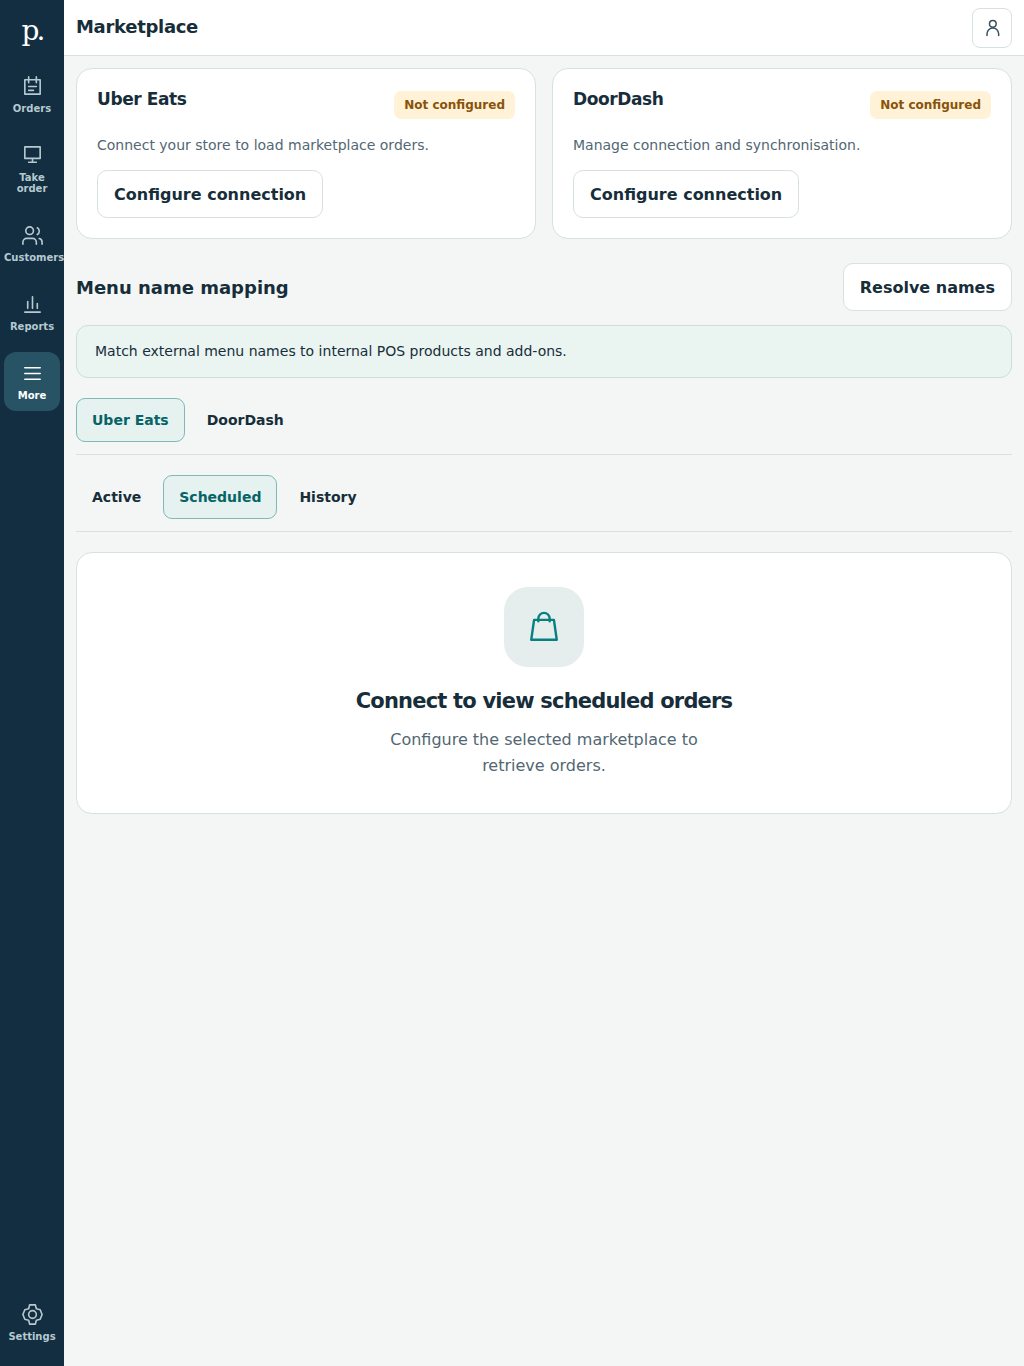 p.
Orders
Take
order
Customers
Reports
More
Settings
Marketplace
Uber Eats
Not configured
Connect your store to load marketplace orders.
Configure connection
DoorDash
Not configured
Manage connection and synchronisation.
Configure connection
Menu name mapping
Resolve names
Match external menu names to internal POS products and add-ons.
Uber Eats
DoorDash
Active
Scheduled
History
Connect to view scheduled orders
Configure the selected marketplace to
retrieve orders.